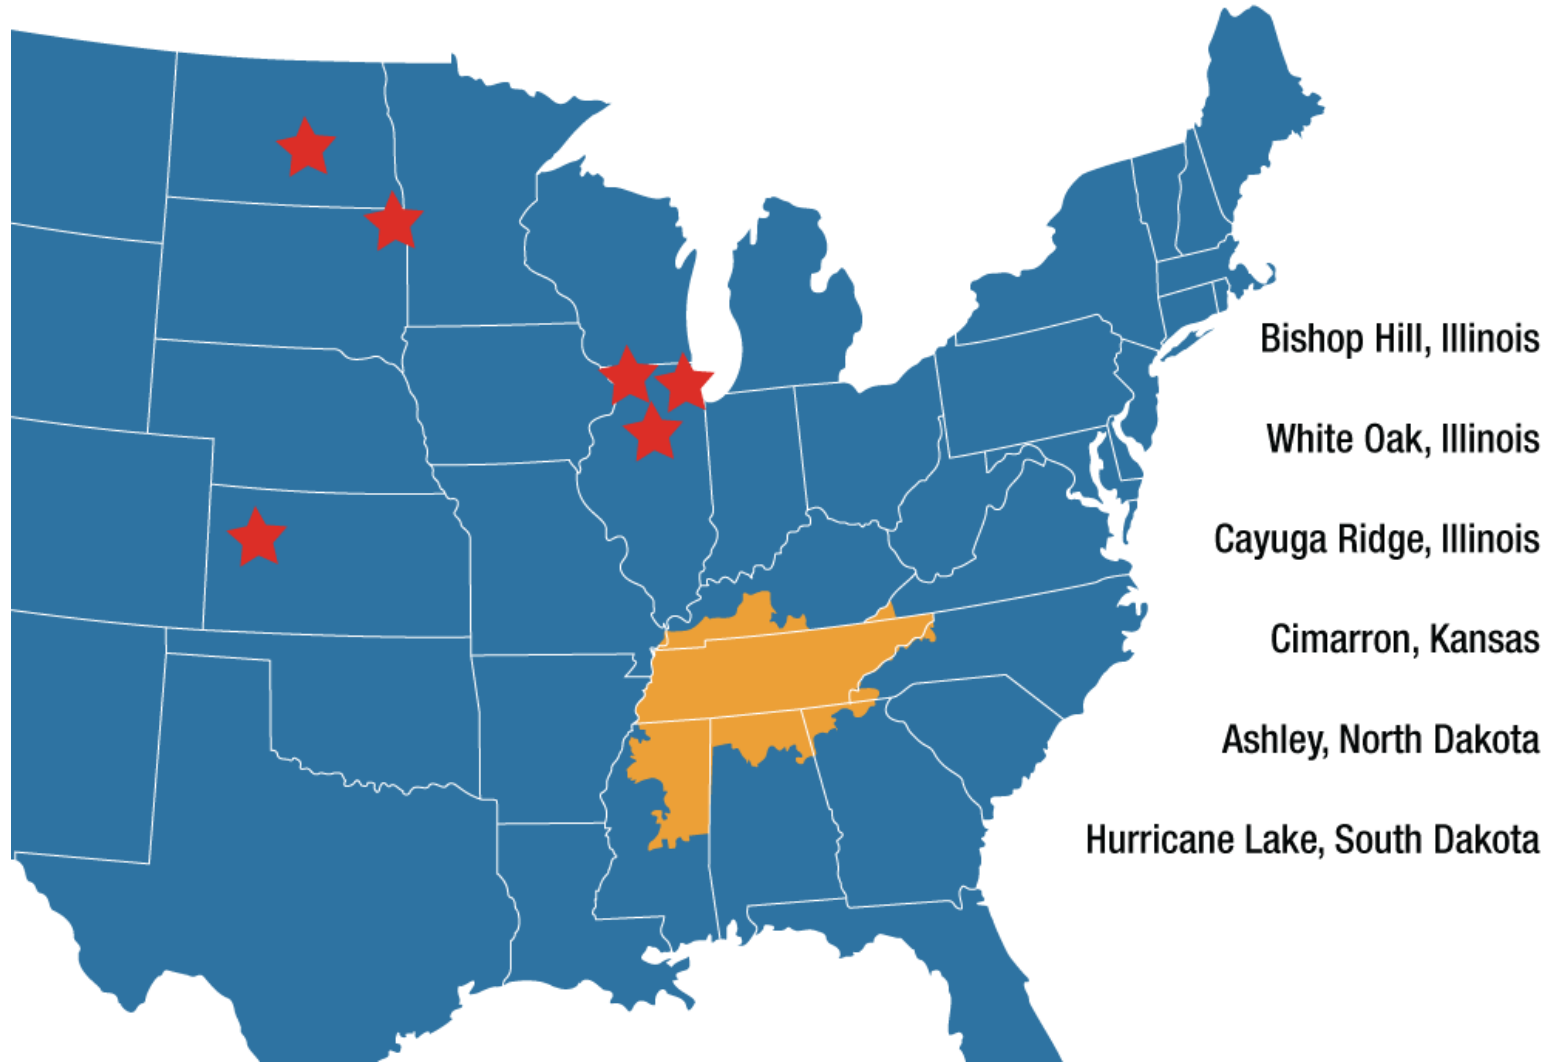 Bishop Hill, Illinois
White Oak, Illinois
Cayuga Ridge, Illinois
Cimarron, Kansas
Ashley, North Dakota
Hurricane Lake, South Dakota